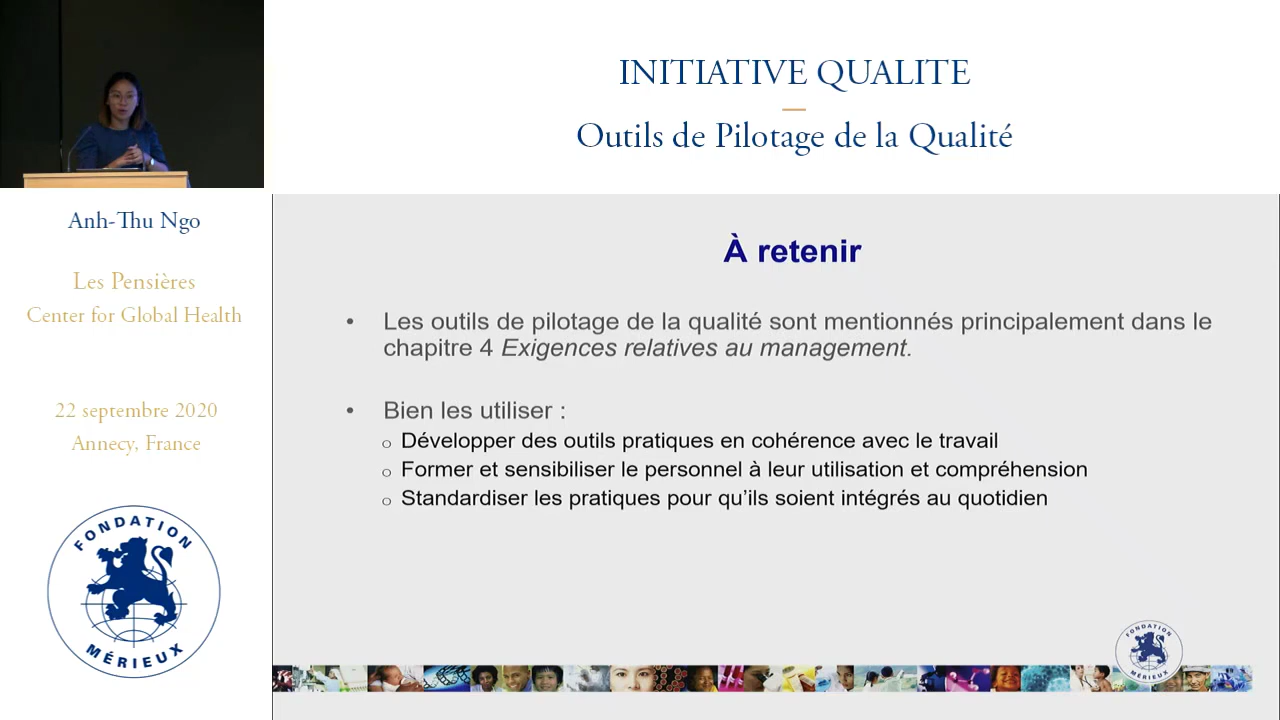 INITIATIVE QUALITE
Outils de Pilotage de la Qualité
Anh-Thu Ngo
Les Pensières
Center for Global Health
22 septembre 2020
Annecy, France
FONDATION
MÉRIEUX
À retenir
• Les outils de pilotage de la qualité sont mentionnés principalement dans le
chapitre 4 Exigences relatives au management.
• Bien les utiliser :
o Développer des outils pratiques en cohérence avec le travail
o Former et sensibiliser le personnel à leur utilisation et compréhension
o Standardiser les pratiques pour qu’ils soient intégrés au quotidien
FONDATION
MÉRIEUX